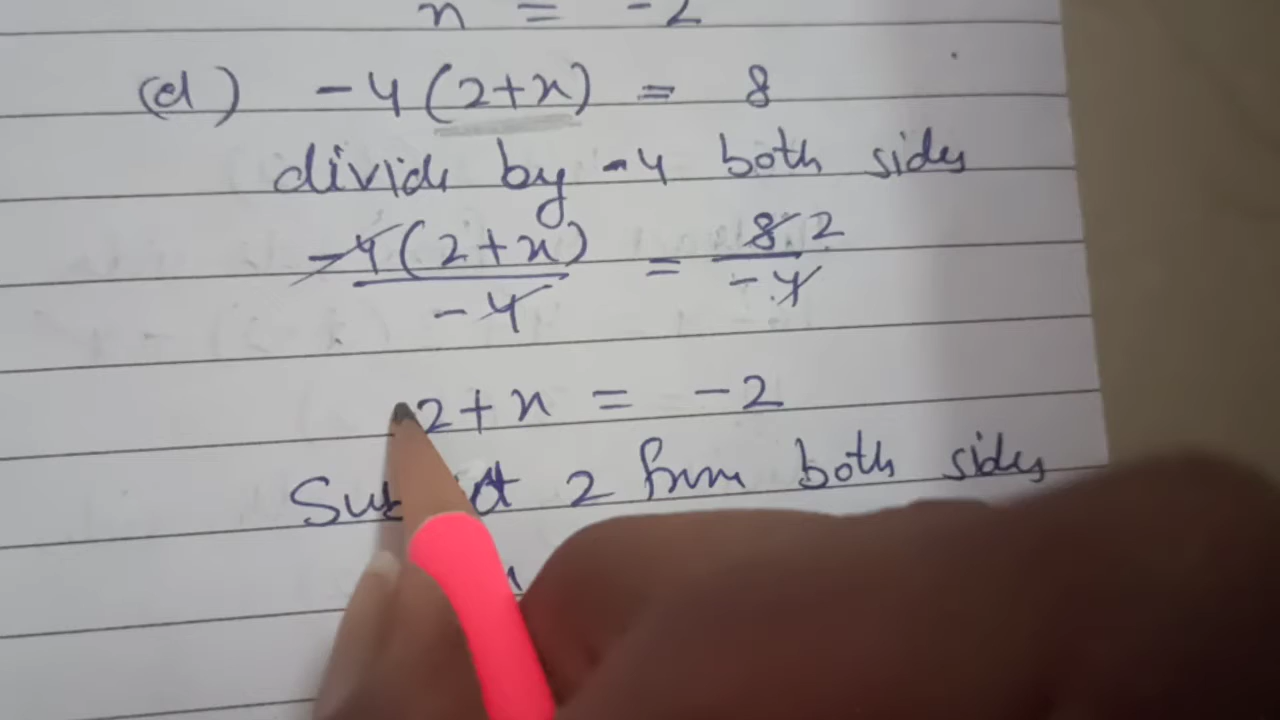 x = -2
(d) -4(2+x) = 8
divide by -4 both sides
-4(2+x) / -4 = 8 2 / -4
2+x = -2
2 from both sides